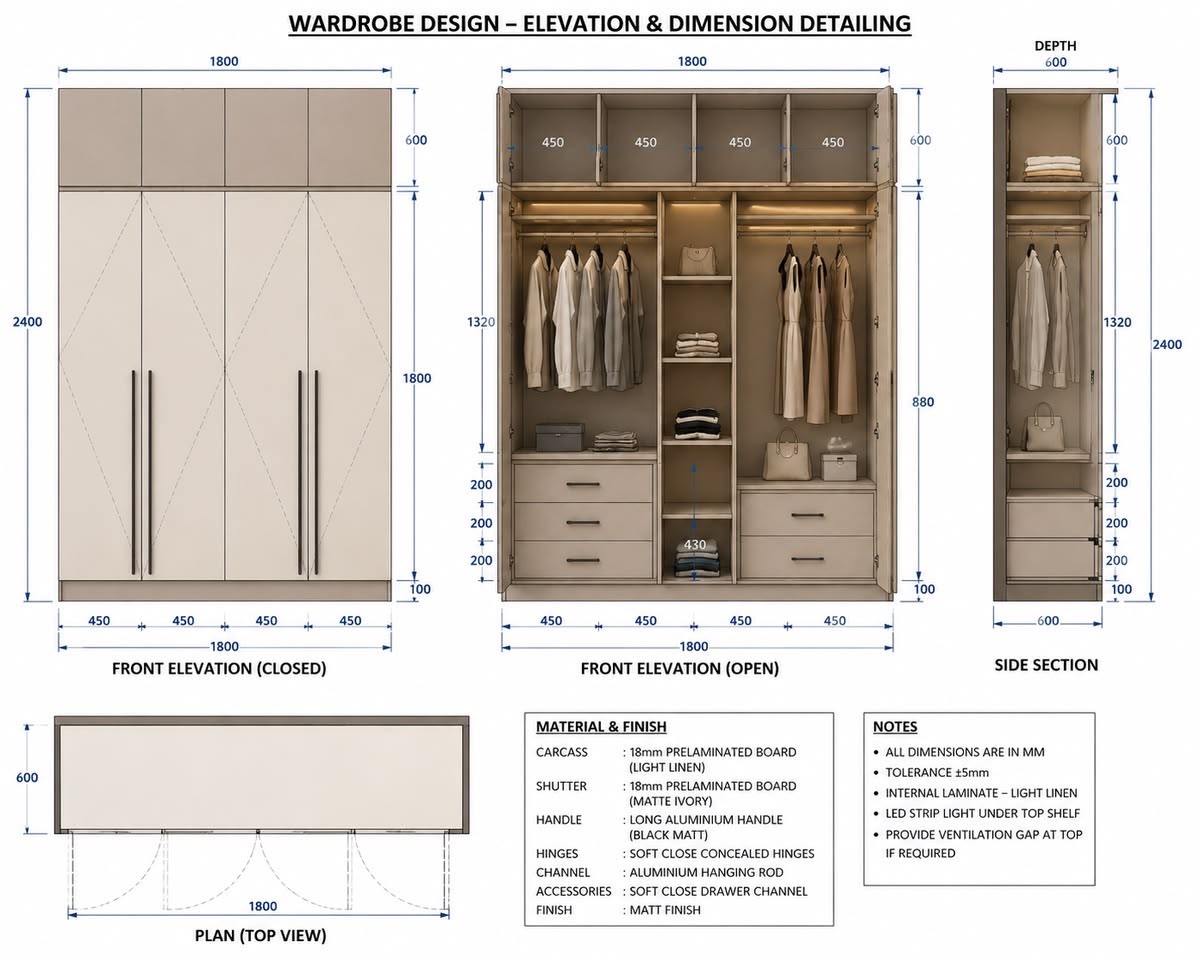 WARDROBE DESIGN – ELEVATION & DIMENSION DETAILING
1800
600
2400
1800
100
450 450 450 450
1800
FRONT ELEVATION (CLOSED)
1800
450 450 450 450
600
1320
880
200
200
200
430
100
450 450 450 450
1800
FRONT ELEVATION (OPEN)
DEPTH
600
600
1320
2400
200
200
200
100
600
SIDE SECTION
600
1800
PLAN (TOP VIEW)
MATERIAL & FINISH
CARCASS : 18mm PRELAMINATED BOARD
(LIGHT LINEN)
SHUTTER : 18mm PRELAMINATED BOARD
(MATTE IVORY)
HANDLE : LONG ALUMINIUM HANDLE
(BLACK MATT)
HINGES : SOFT CLOSE CONCEALED HINGES
CHANNEL : ALUMINIUM HANGING ROD
ACCESSORIES : SOFT CLOSE DRAWER CHANNEL
FINISH : MATT FINISH
NOTES
• ALL DIMENSIONS ARE IN MM
• TOLERANCE ±5mm
• INTERNAL LAMINATE – LIGHT LINEN
• LED STRIP LIGHT UNDER TOP SHELF
• PROVIDE VENTILATION GAP AT TOP
IF REQUIRED